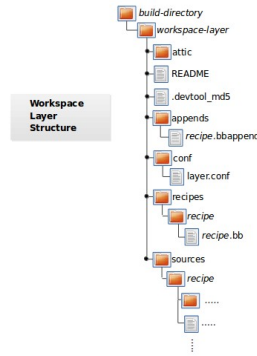 build-directory
workspace-layer
attic
README
.devtool_md5
appends
recipe.bbappend
conf
layer.conf
recipes
recipe
recipe.bb
sources
recipe
.....
.....
Workspace
Layer
Structure